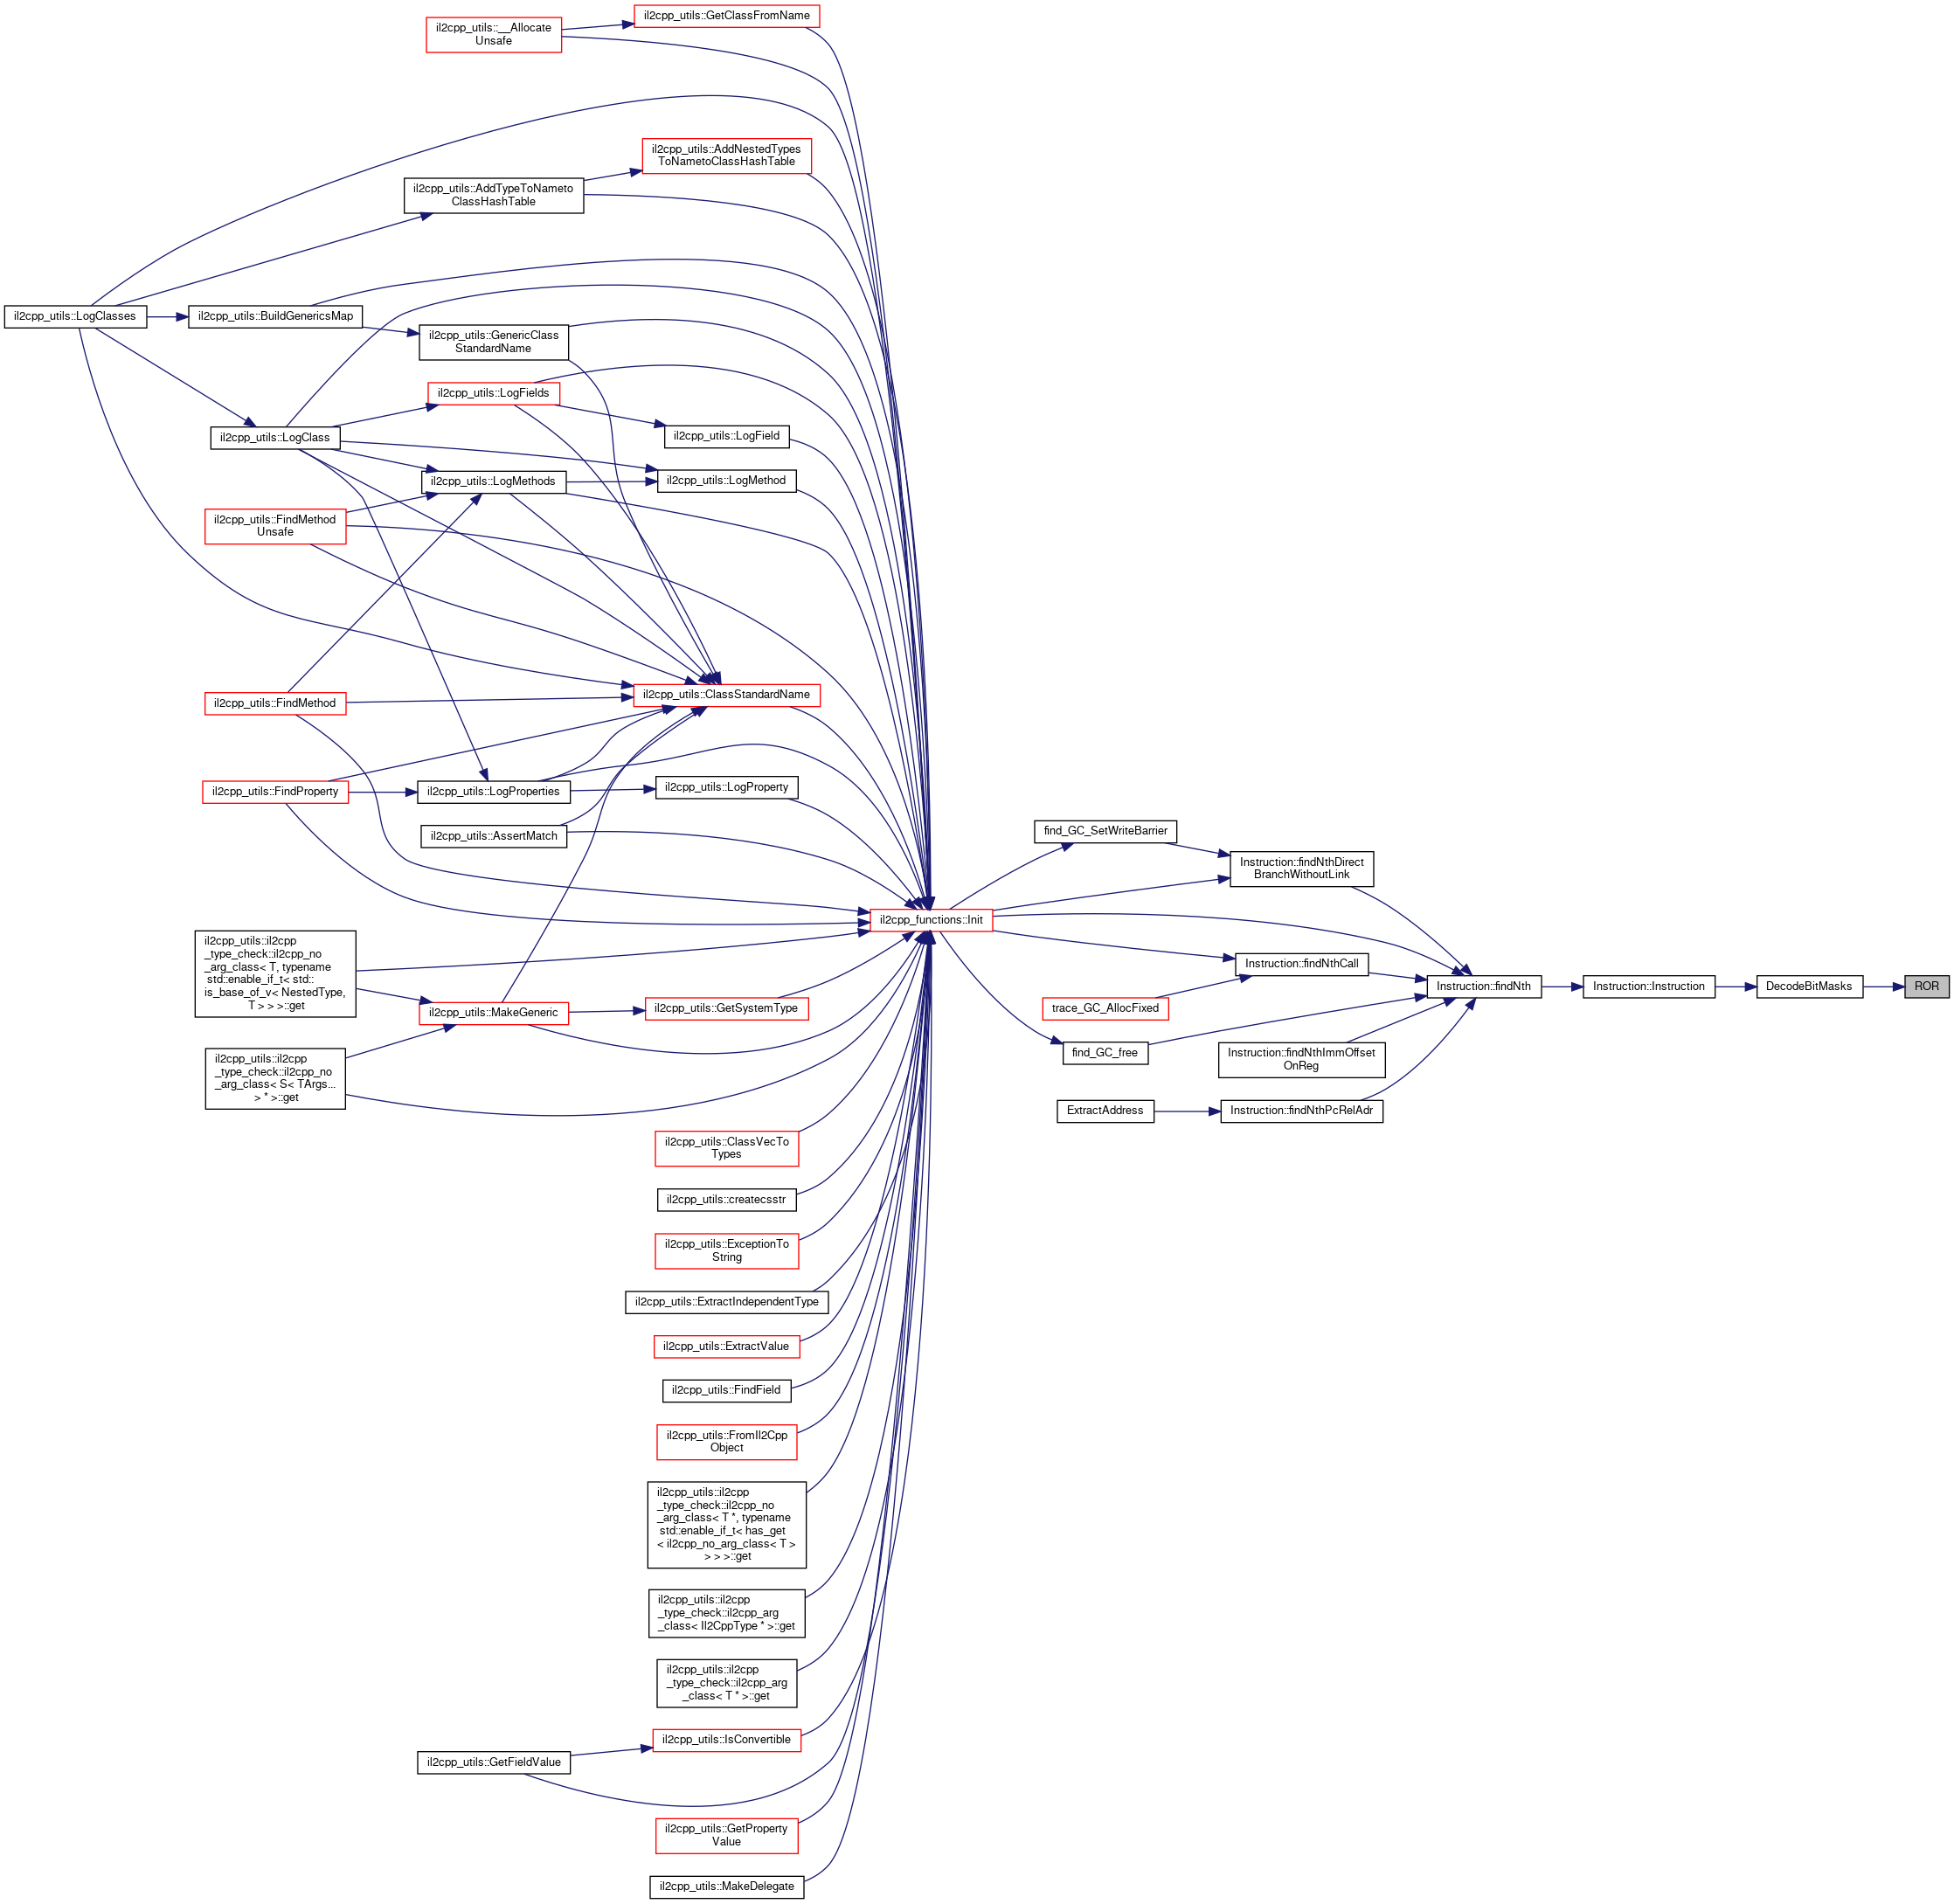 il2cpp_utils::GetClassFromName
il2cpp_utils::__Allocate
Unsafe
il2cpp_utils::AddNestedTypes
ToNametoClassHashTable
il2cpp_utils::AddTypeToNameto
ClassHashTable
il2cpp_utils::LogClasses
il2cpp_utils::BuildGenericsMap
il2cpp_utils::GenericClass
StandardName
il2cpp_utils::LogFields
il2cpp_utils::LogClass
il2cpp_utils::LogField
il2cpp_utils::LogMethods
il2cpp_utils::LogMethod
il2cpp_utils::FindMethod
Unsafe
il2cpp_utils::ClassStandardName
il2cpp_utils::FindMethod
il2cpp_utils::FindProperty
il2cpp_utils::LogProperties
il2cpp_utils::LogProperty
il2cpp_utils::AssertMatch
find_GC_SetWriteBarrier
Instruction::findNthDirect
BranchWithoutLink
il2cpp_functions::Init
il2cpp_utils::il2cpp
_type_check::il2cpp_no
_arg_class< T, typename
std::enable_if_t< std::
is_base_of_v< NestedType,
T > > >::get
Instruction::findNthCall
Instruction::findNth
Instruction::Instruction
DecodeBitMasks
ROR
il2cpp_utils::MakeGeneric
il2cpp_utils::GetSystemType
trace_GC_AllocFixed
find_GC_free
Instruction::findNthImmOffset
OnReg
il2cpp_utils::il2cpp
_type_check::il2cpp_no
_arg_class< S< TArgs...
> * >::get
ExtractAddress
Instruction::findNthPcRelAdr
il2cpp_utils::ClassVecTo
Types
il2cpp_utils::createcsstr
il2cpp_utils::ExceptionTo
String
il2cpp_utils::ExtractIndependentType
il2cpp_utils::ExtractValue
il2cpp_utils::FindField
il2cpp_utils::FromIl2Cpp
Object
il2cpp_utils::il2cpp
_type_check::il2cpp_no
_arg_class< T *, typename
std::enable_if_t< has_get
< il2cpp_no_arg_class< T >
> > >::get
il2cpp_utils::il2cpp
_type_check::il2cpp_arg
_class< Il2CppType * >::get
il2cpp_utils::il2cpp
_type_check::il2cpp_arg
_class< T * >::get
il2cpp_utils::IsConvertible
il2cpp_utils::GetFieldValue
il2cpp_utils::GetProperty
Value
il2cpp_utils::MakeDelegate